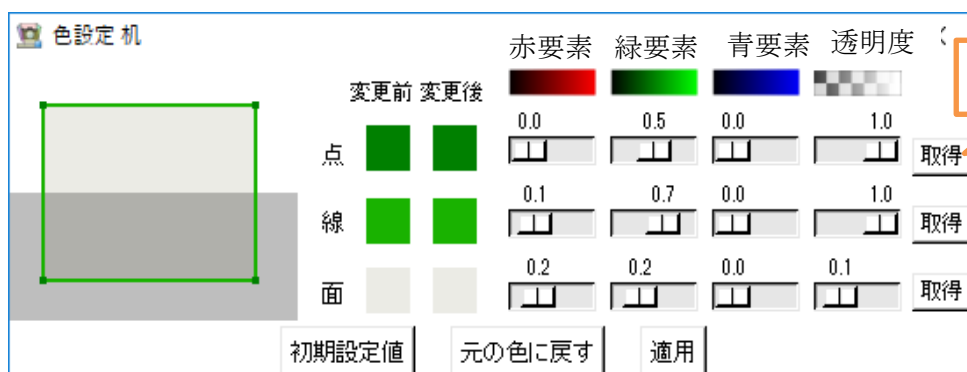 色設定 机
赤要素 緑要素 青要素 透明度
変更前 変更後
点 0.0 0.5 0.0 1.0 取得
線 0.1 0.7 0.0 1.0 取得
面 0.2 0.2 0.0 0.1 取得
初期設定値 元の色に戻す 適用